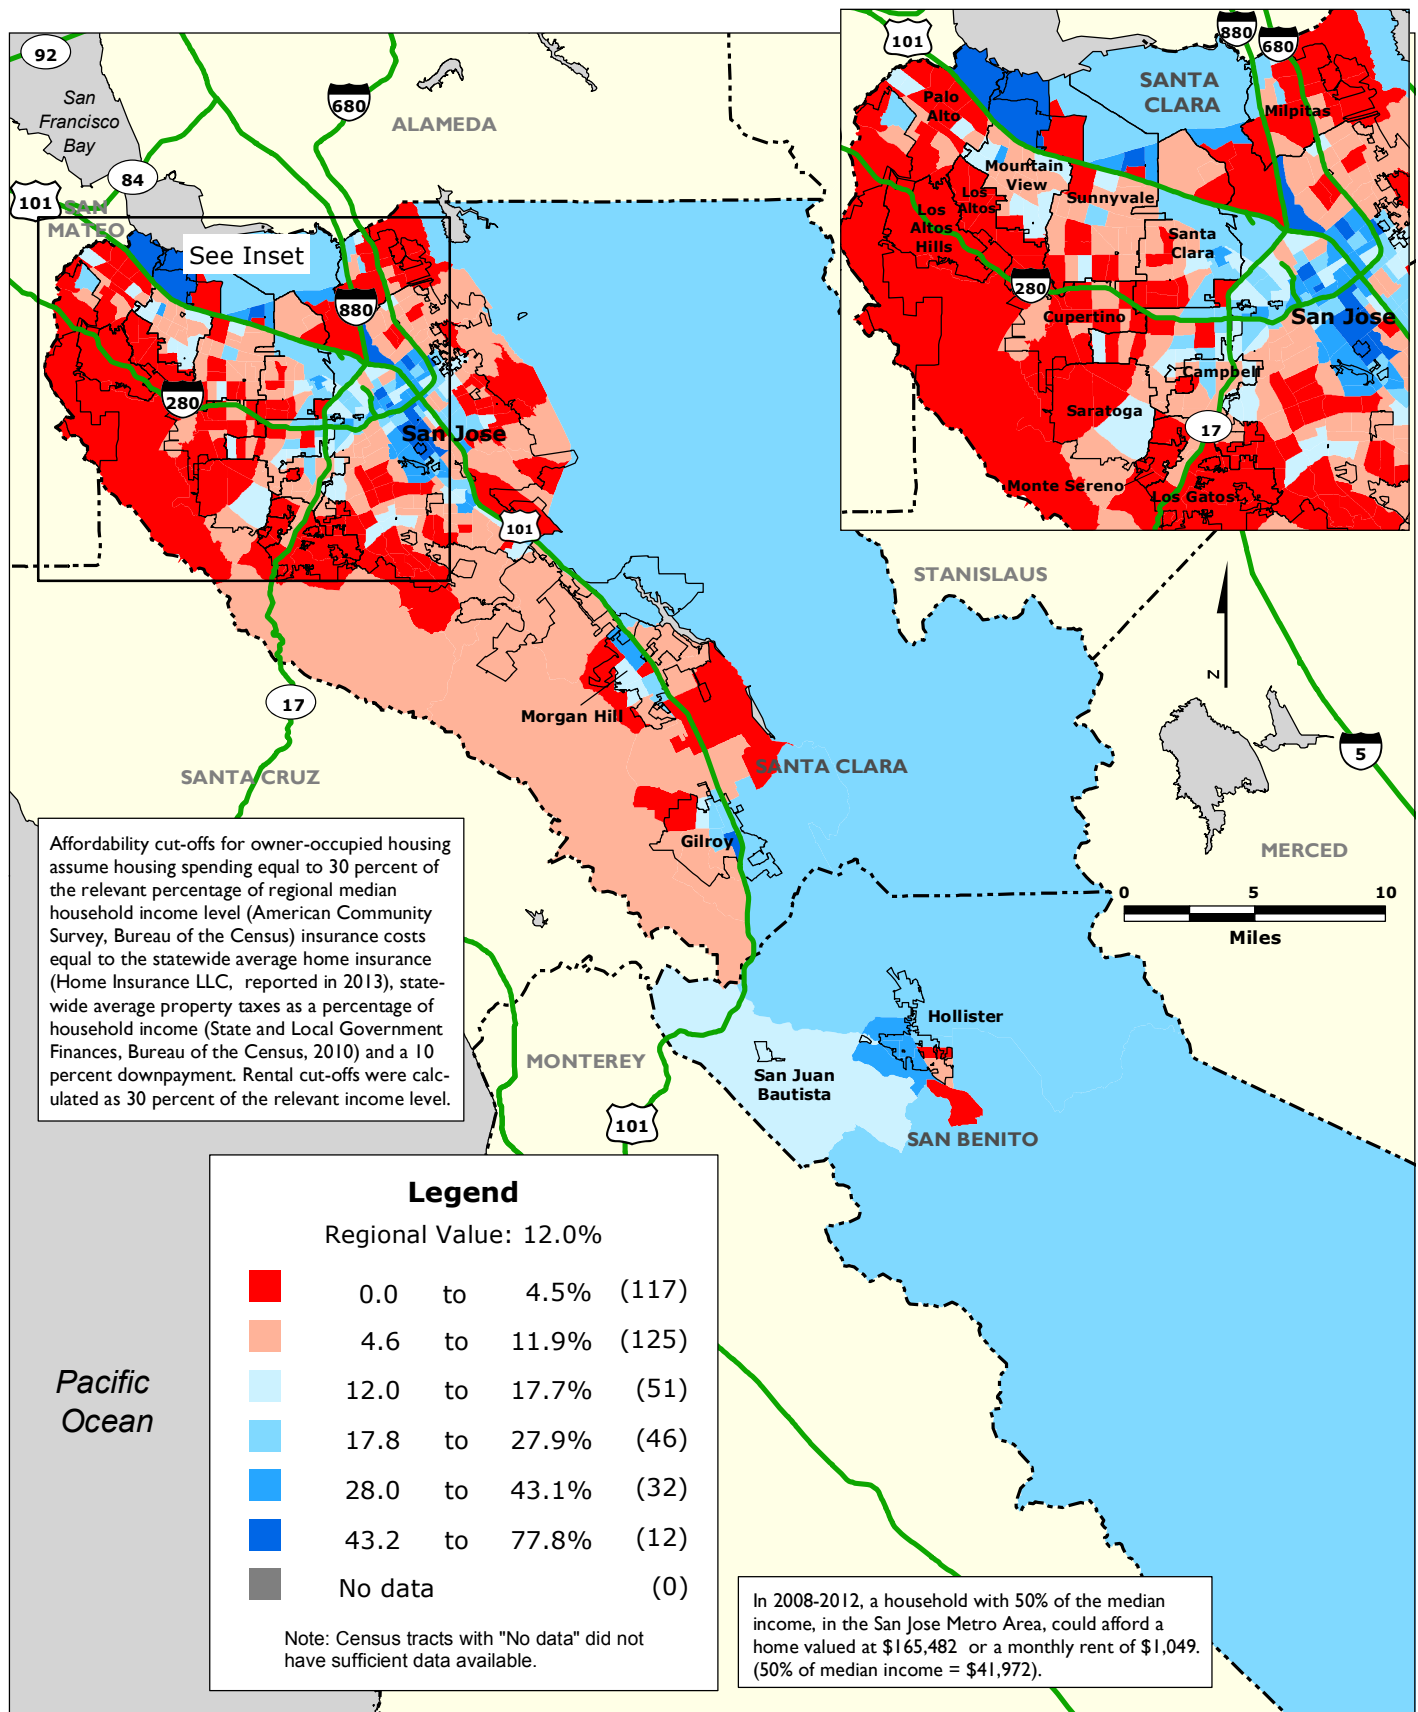 92
San
Francisco
Bay
680
ALAMEDA
84
101
SAN
MATEO
See Inset
880
280
San Jose
101
17
Morgan Hill
SANTA CRUZ
SANTA CLARA
Gilroy
101
880
680
SANTA
CLARA
Palo
Alto
Milpitas
Mountain
View
Los
Altos
Sunnyvale
Los
Altos
Hills
Santa
Clara
280
Cupertino
San Jose
Campbell
Saratoga
17
Monte Sereno
Los Gatos
STANISLAUS
N
5
MERCED
0 5 10
Miles
Affordability cut-offs for owner-occupied housing
assume housing spending equal to 30 percent of
the relevant percentage of regional median
household income level (American Community
Survey, Bureau of the Census) insurance costs
equal to the statewide average home insurance
(Home Insurance LLC, reported in 2013), state-
wide average property taxes as a percentage of
household income (State and Local Government
Finances, Bureau of the Census, 2010) and a 10
percent downpayment. Rental cut-offs were calc-
ulated as 30 percent of the relevant income level.
MONTEREY
101
Hollister
San Juan
Bautista
SAN BENITO
Pacific
Ocean
Legend
Regional Value: 12.0%
0.0 to 4.5% (117)
4.6 to 11.9% (125)
12.0 to 17.7% (51)
17.8 to 27.9% (46)
28.0 to 43.1% (32)
43.2 to 77.8% (12)
No data (0)
Note: Census tracts with "No data" did not
have sufficient data available.
In 2008-2012, a household with 50% of the median
income, in the San Jose Metro Area, could afford a
home valued at $165,482 or a monthly rent of $1,049.
(50% of median income = $41,972).